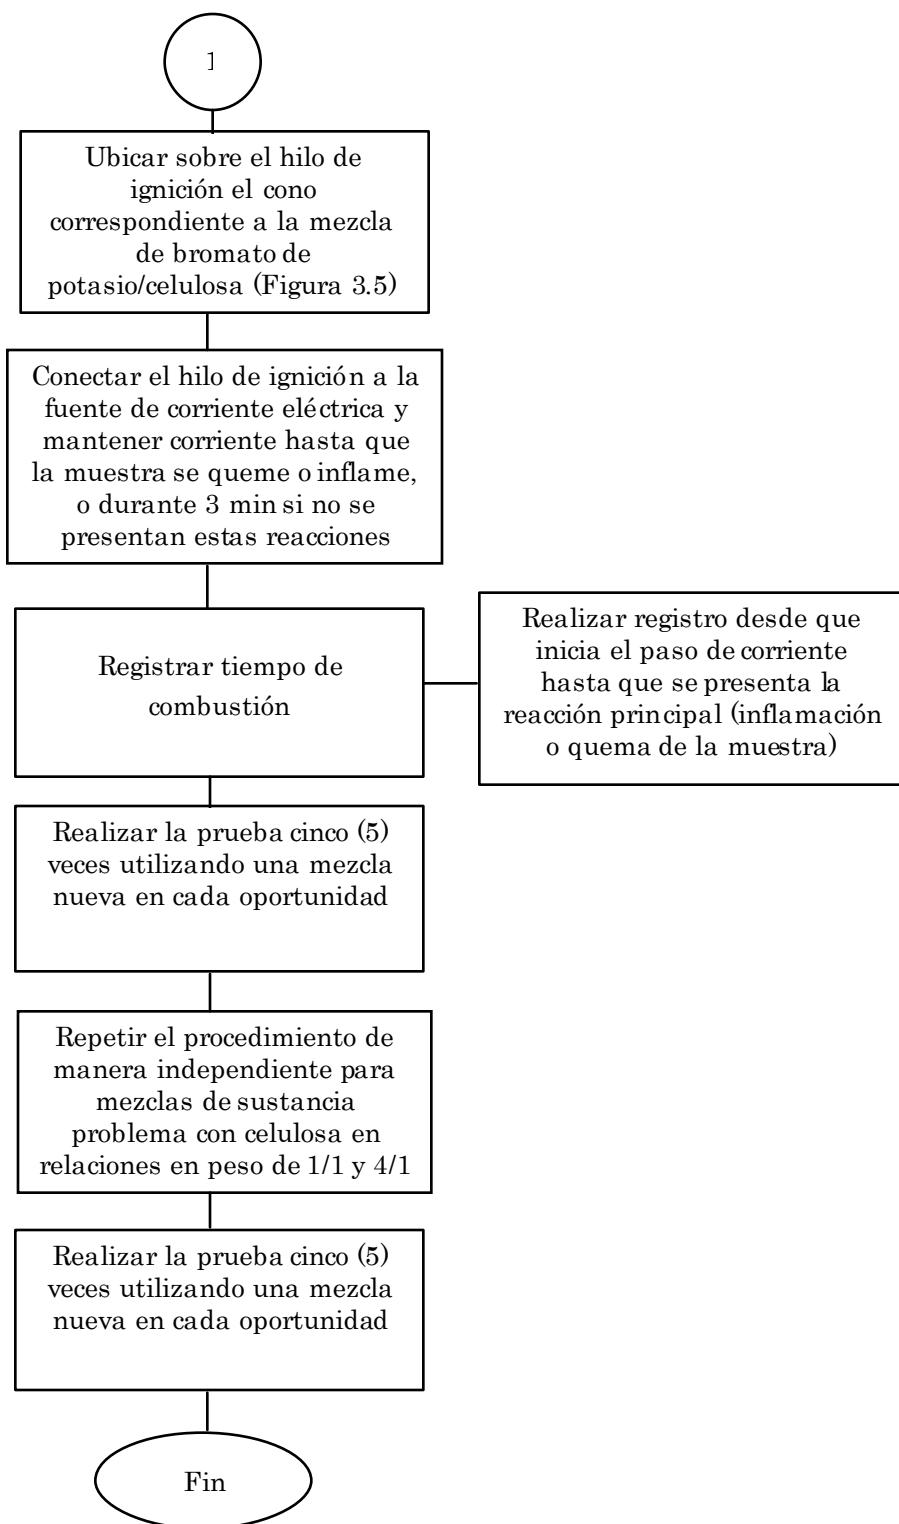 1
Ubicar sobre el hilo de
ignición el cono
correspondiente a la mezcla
de bromato de
potasio/celulosa (Figura 3.5)
Conectar el hilo de ignición a la
fuente de corriente eléctrica y
mantener corriente hasta que
la muestra se queme o inflame,
o durante 3 min si no se
presentan estas reacciones
Registrar tiempo de
combustión
Realizar registro desde que
inicia el paso de corriente
hasta que se presenta la
reacción principal (inflamación
o quema de la muestra)
Realizar la prueba cinco (5)
veces utilizando una mezcla
nueva en cada oportunidad
Repetir el procedimiento de
manera independiente para
mezclas de sustancia
problema con celulosa en
relaciones en peso de 1/1 y 4/1
Realizar la prueba cinco (5)
veces utilizando una mezcla
nueva en cada oportunidad
Fin